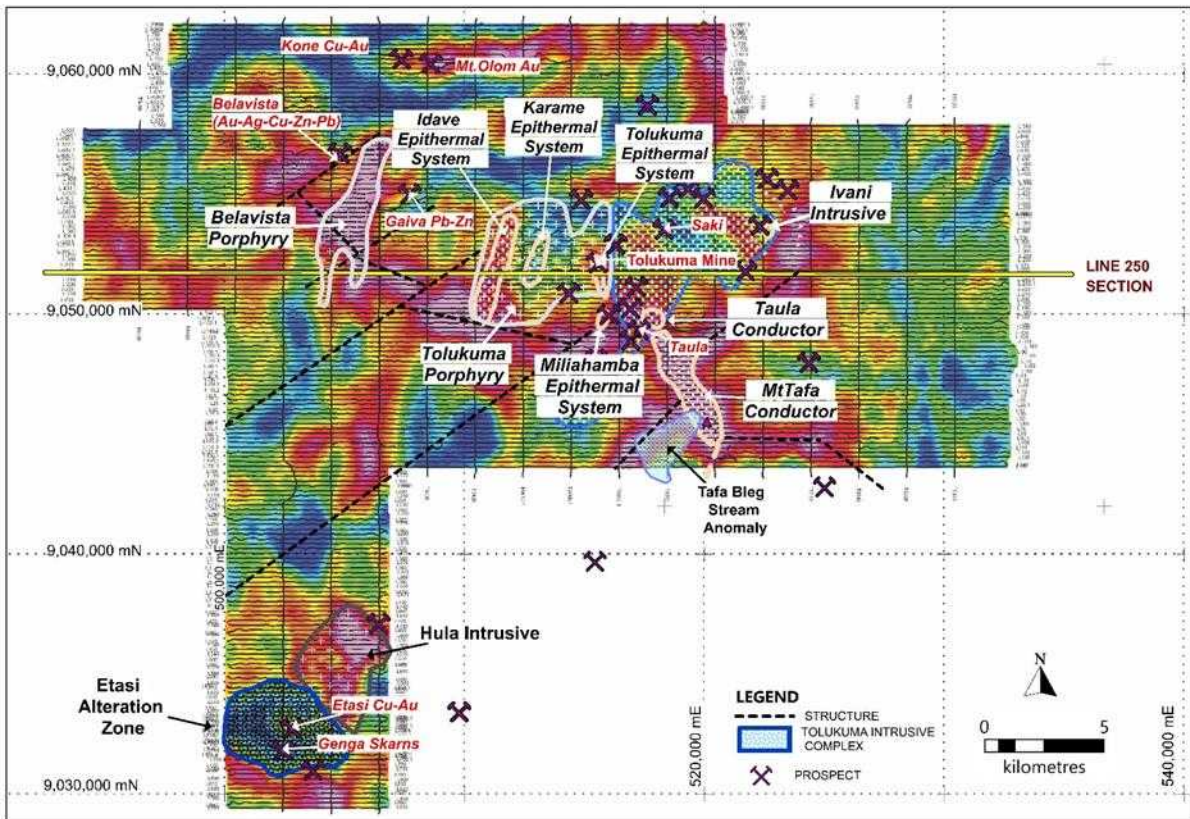 Kone Cu-Au
Mt.Olom Au
9,060,000 mN
Belavista
(Au-Ag-Cu-Zn-Pb)
Idave
Epithermal
System
Karame
Epithermal
System
Tolukuma
Epithermal
System
Ivani
Intrusive
Belavista
Porphyry
Gaiva Pb-Zn
Saki
Tolukuma Mine
LINE 250
SECTION
9,050,000 mN
Tolukuma
Porphyry
Miliahamba
Epithermal
System
Taula
Conductor
Taula
MtTafa
Conductor
Tafa Bleg
Stream
Anomaly
9,040,000 mN
500,000 mE
Hula Intrusive
Etasi
Alteration
Zone
Etasi Cu-Au
Genga Skarns
9,030,000 mN
520,000 mE
540,000 mE
LEGEND
STRUCTURE
TOLUKUMA INTRUSIVE
COMPLEX
PROSPECT
N
0 5
kilometres